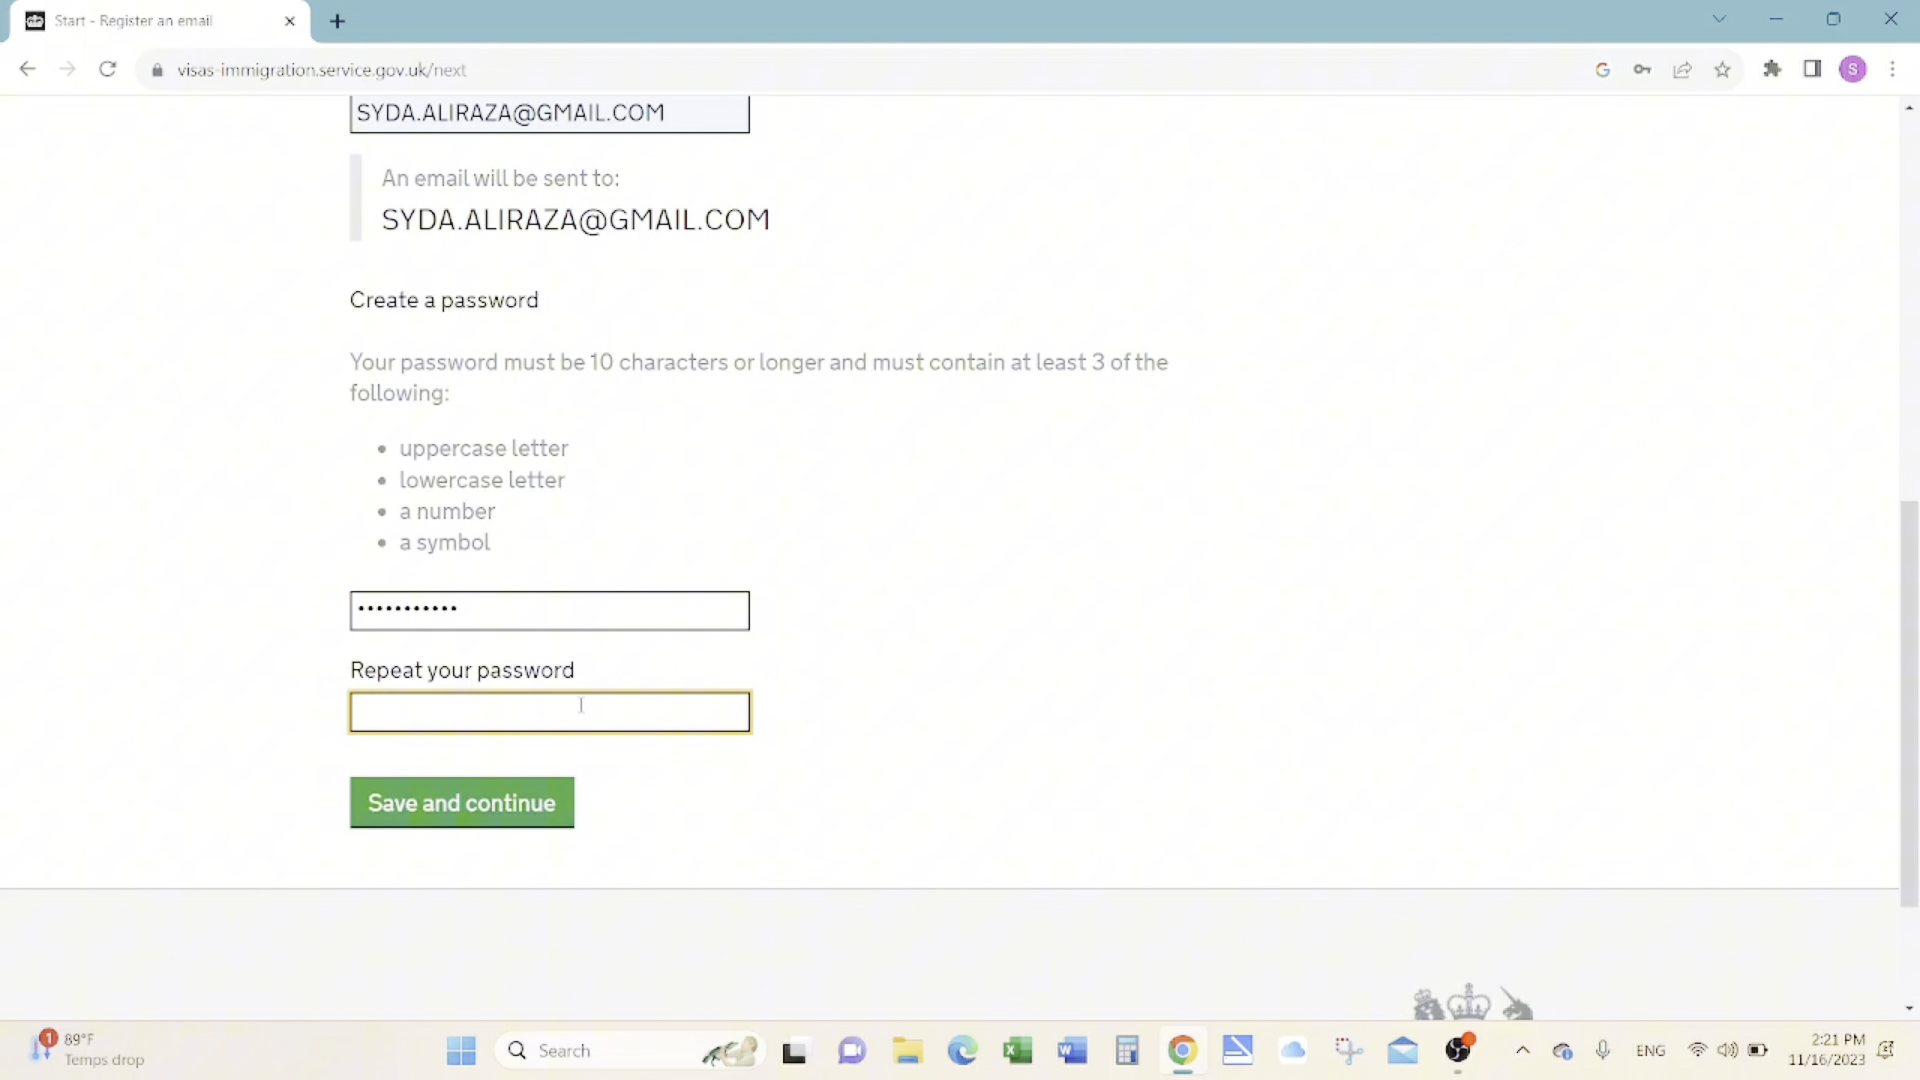 Start - Register an email
visas-immigration.service.gov.uk/next
S
SYDA.ALIRAZA@GMAIL.COM
An email will be sent to:
SYDA.ALIRAZA@GMAIL.COM
Create a password
Your password must be 10 characters or longer and must contain at least 3 of the
following:
• uppercase letter
• lowercase letter
• a number
• a symbol
•••••••••••
Repeat your password
Save and continue
1
89°F
Temps drop
Search
ENG
2:21 PM
11/16/2023